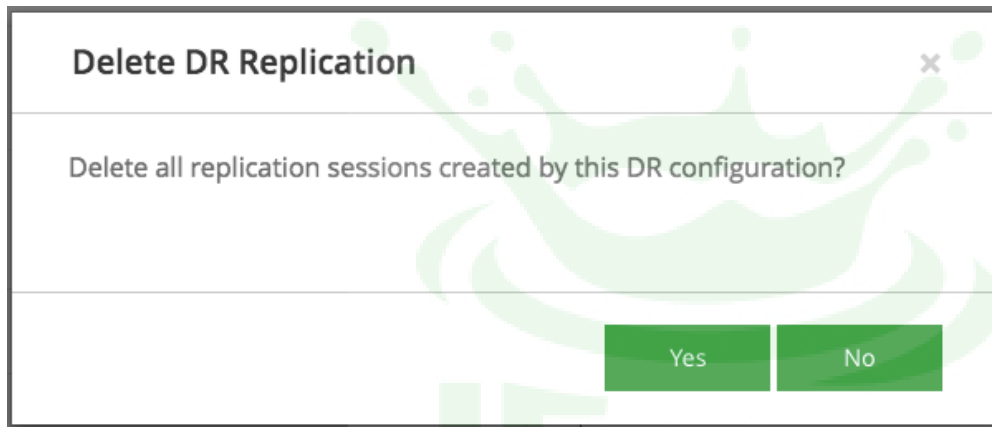 Delete DR Replication
×
Delete all replication sessions created by this DR configuration?
Yes No